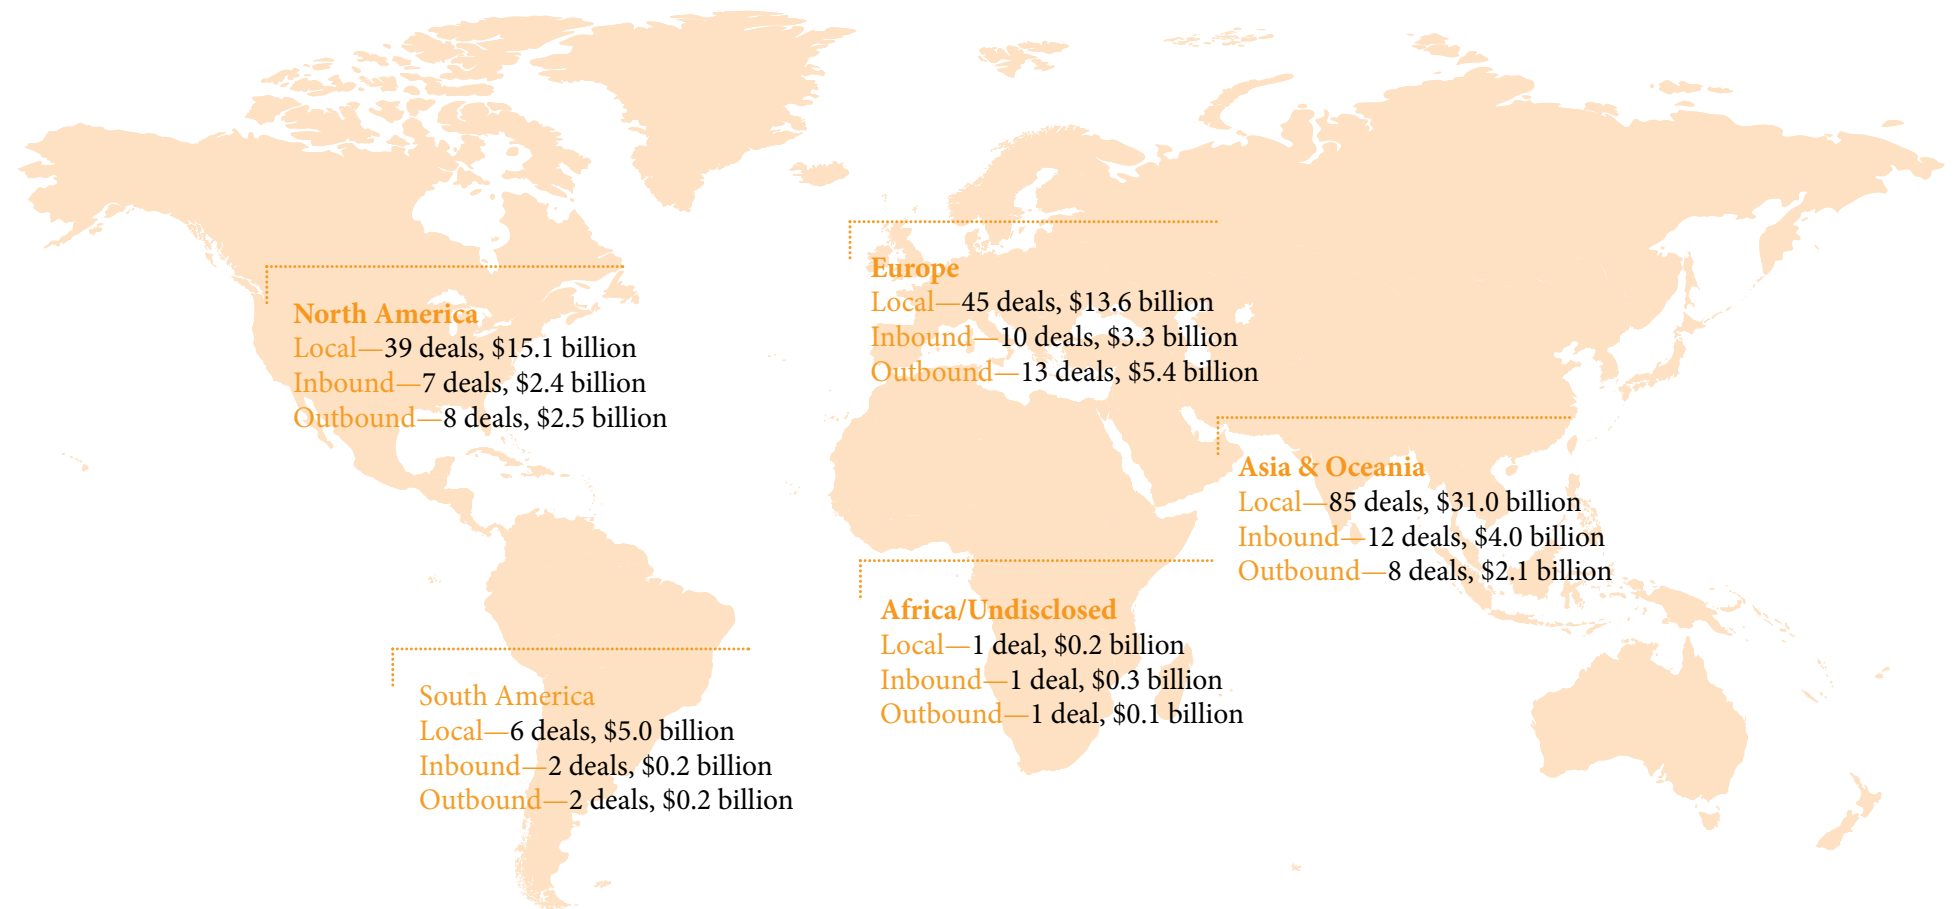 North America
Local—39 deals, $15.1 billion
Inbound—7 deals, $2.4 billion
Outbound—8 deals, $2.5 billion
Europe
Local—45 deals, $13.6 billion
Inbound—10 deals, $3.3 billion
Outbound—13 deals, $5.4 billion
Asia & Oceania
Local—85 deals, $31.0 billion
Inbound—12 deals, $4.0 billion
Outbound—8 deals, $2.1 billion
Africa/Undisclosed
Local—1 deal, $0.2 billion
Inbound—1 deal, $0.3 billion
Outbound—1 deal, $0.1 billion
South America
Local—6 deals, $5.0 billion
Inbound—2 deals, $0.2 billion
Outbound—2 deals, $0.2 billion